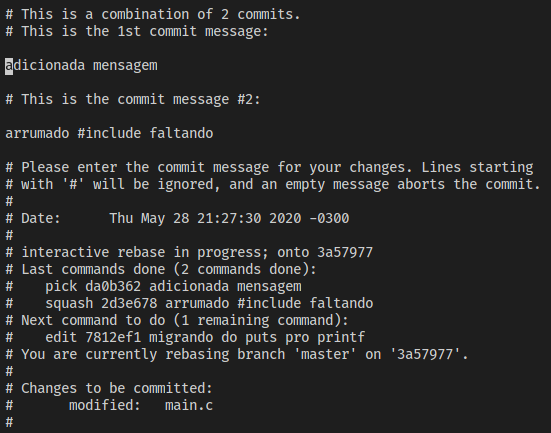 # This is a combination of 2 commits.
# This is the 1st commit message:
adicionada mensagem
# This is the commit message #2:
arrumado #include faltando
# Please enter the commit message for your changes. Lines starting
# with '#' will be ignored, and an empty message aborts the commit.
#
# Date:      Thu May 28 21:27:30 2020 -0300
#
# interactive rebase in progress; onto 3a57977
# Last commands done (2 commands done):
#    pick da0b362 adicionada mensagem
#    squash 2d3e678 arrumado #include faltando
# Next command to do (1 remaining command):
#    edit 7812ef1 migrando do puts pro printf
# You are currently rebasing branch 'master' on '3a57977'.
#
# Changes to be committed:
#       modified:   main.c
#